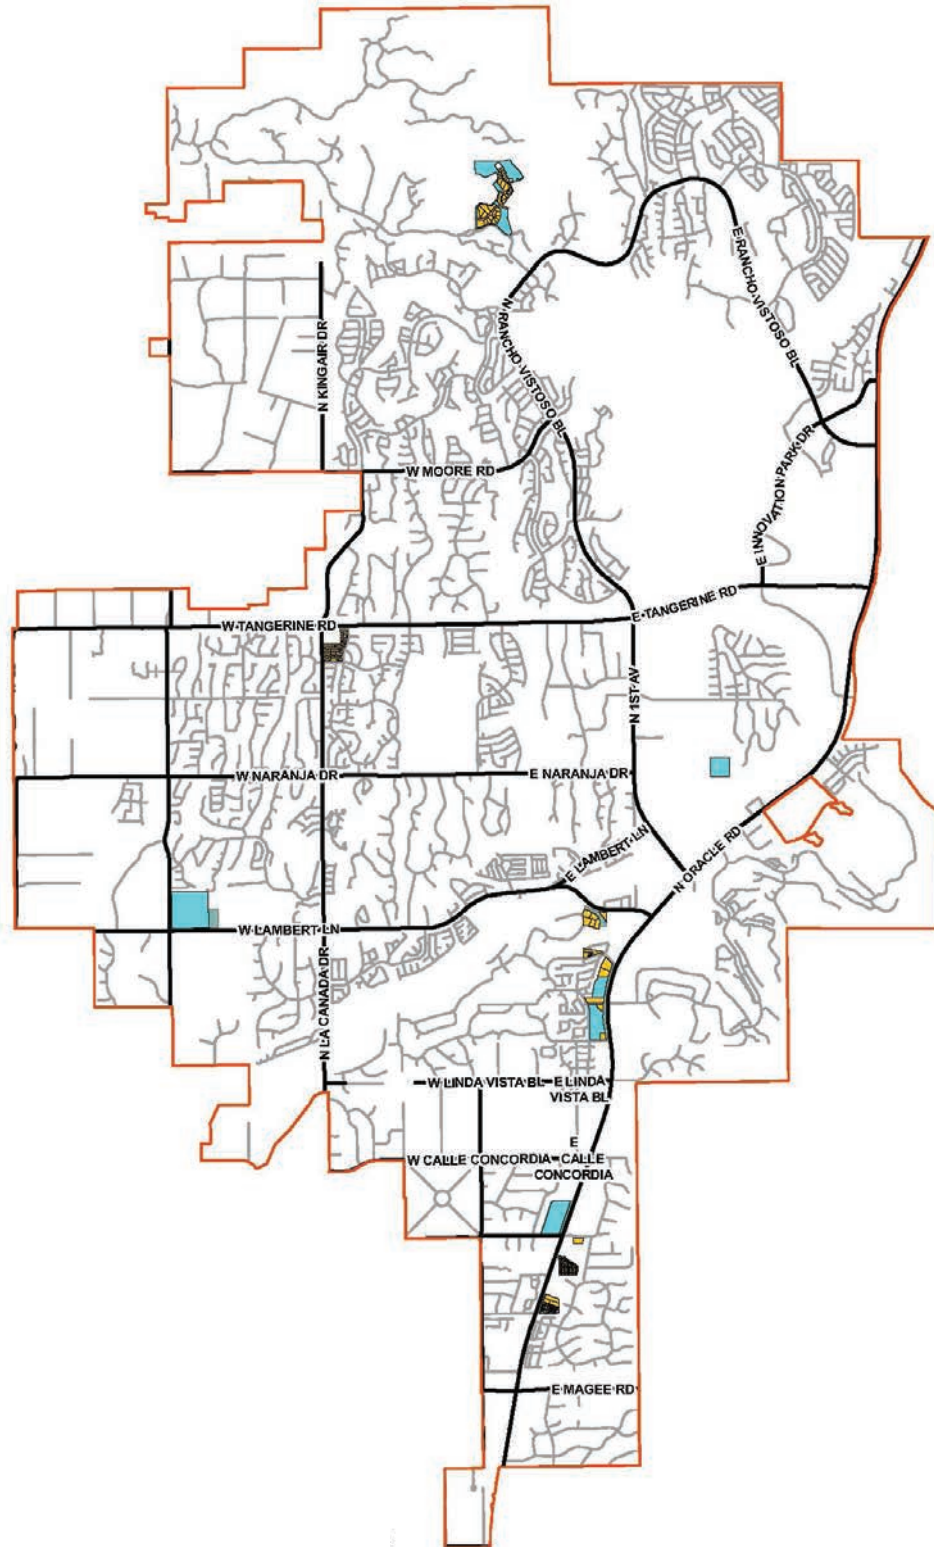 E RANCHO VISTOSO BL
N RANCHO VISTOSO BL
N KINGAIR DR
W MOORE RD
E INNOVATION PARK DR
W TANGERINE RD
E TANGERINE RD
N 1ST AV
W NARANJA DR
E NARANJA DR
E LAMBERT LN
N ORACLE RD
W LAMBERT LN
N LA CANADA DR
W LINDA VISTA BL
E LINDA
VISTA BL
W CALLE CONCORDIA
E
CALLE
CONCORDIA
E MAGEE RD